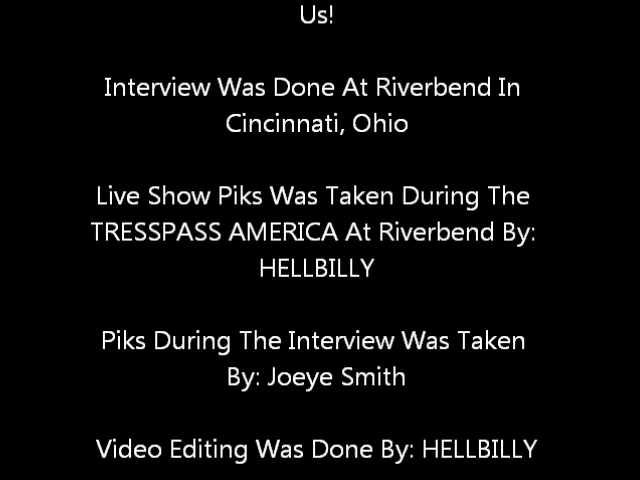 Us!
Interview Was Done At Riverbend In
Cincinnati, Ohio
Live Show Piks Was Taken During The
TRESSPASS AMERICA At Riverbend By:
HELLBILLY
Piks During The Interview Was Taken
By: Joeye Smith
Video Editing Was Done By: HELLBILLY